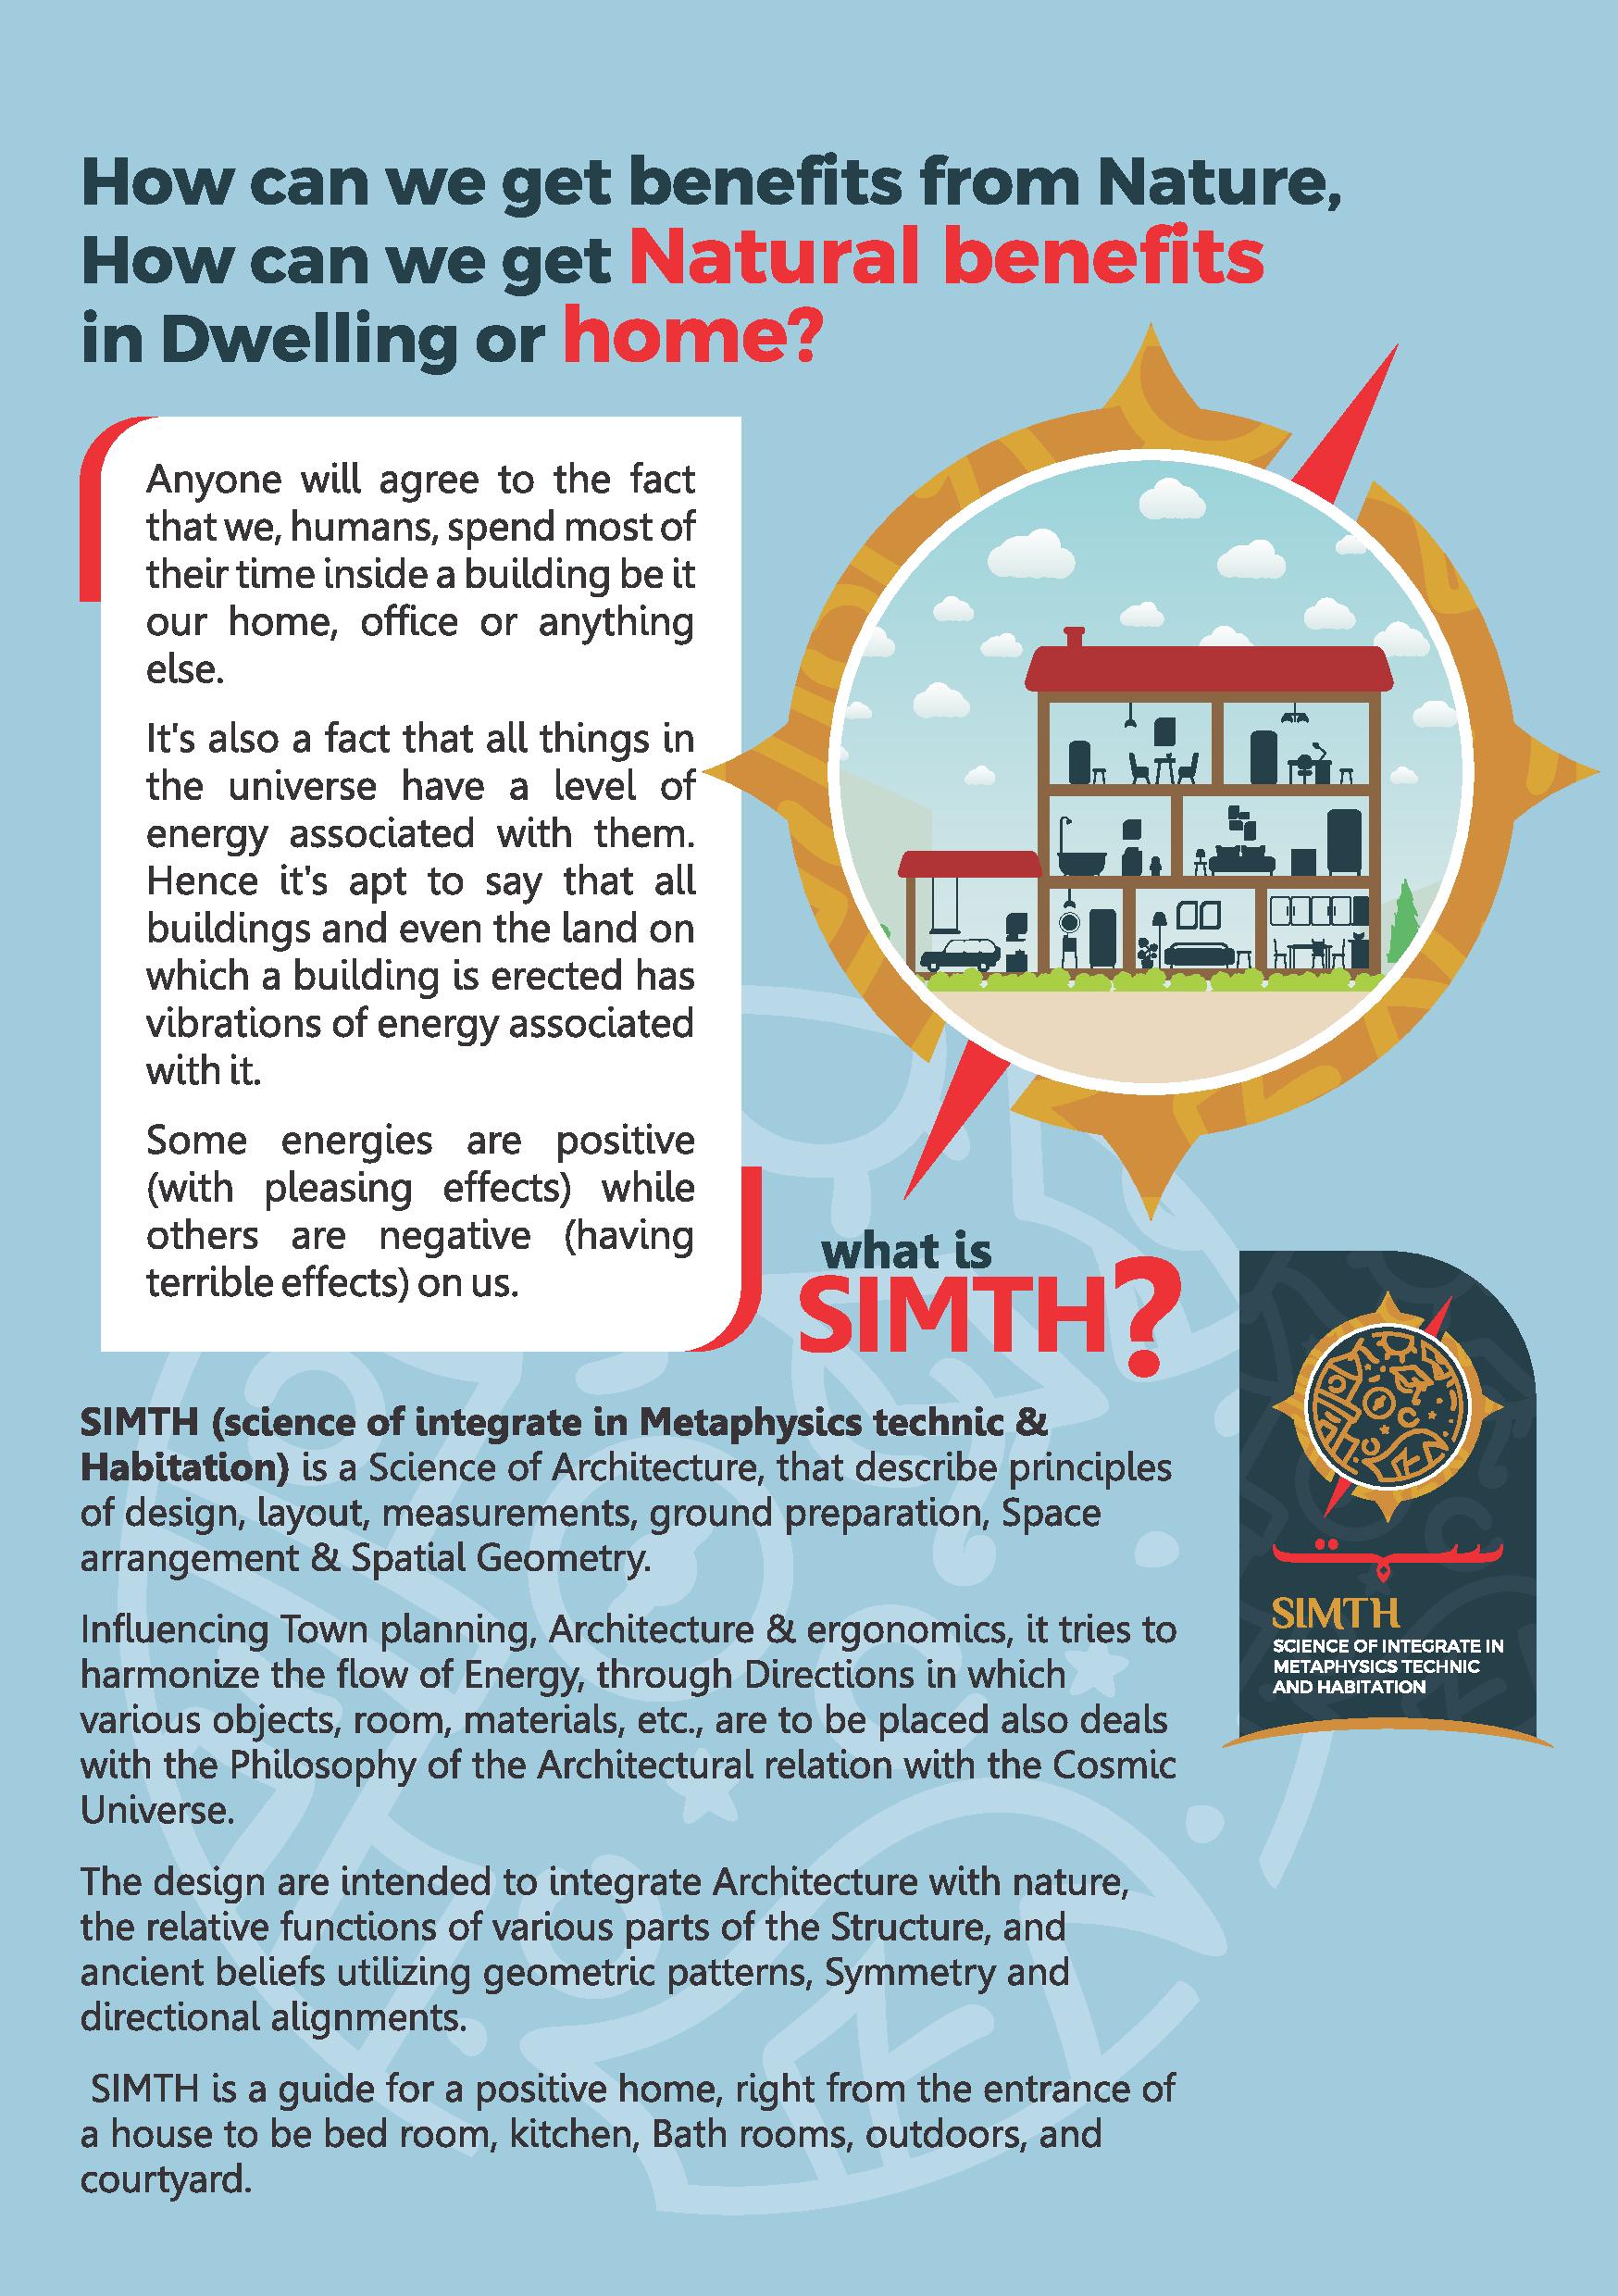 How can we get benefits from Nature,
How can we get Natural benefits
in Dwelling or home?
Anyone will agree to the fact
that we, humans, spend most of
their time inside a building be it
our home, office or anything
else.
It's also a fact that all things in
the universe have a level of
energy associated with them.
Hence it's apt to say that all
buildings and even the land on
which a building is erected has
vibrations of energy associated
with it.
Some energies are positive
(with pleasing effects) while
others are negative (having
terrible effects) on us.
what is
SIMTH?
SIMTH (science of integrate in Metaphysics technic &
Habitation) is a Science of Architecture, that describe principles
of design, layout, measurements, ground preparation, Space
arrangement & Spatial Geometry.
Influencing Town planning, Architecture & ergonomics, it tries to
harmonize the flow of Energy, through Directions in which
various objects, room, materials, etc., are to be placed also deals
with the Philosophy of the Architectural relation with the Cosmic
Universe.
The design are intended to integrate Architecture with nature,
the relative functions of various parts of the Structure, and
ancient beliefs utilizing geometric patterns, Symmetry and
directional alignments.
SIMTH is a guide for a positive home, right from the entrance of
a house to be bed room, kitchen, Bath rooms, outdoors, and
courtyard.
سمت
SIMTH
SCIENCE OF INTEGRATE IN
METAPHYSICS TECHNIC
AND HABITATION